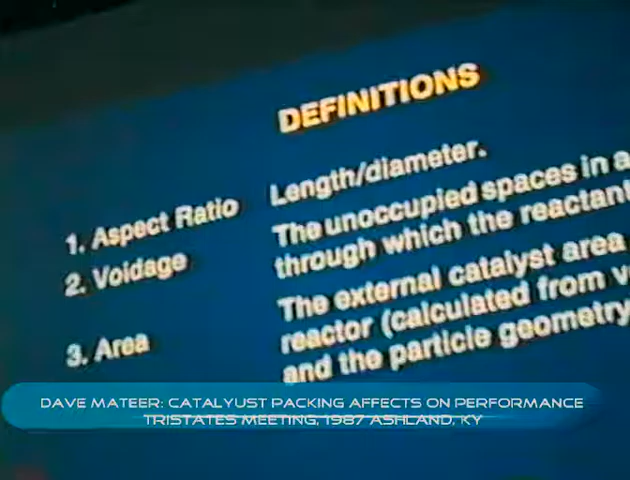 DEFINITIONS
1. Aspect Ratio Length/diameter.
2. Voidage The unoccupied spaces in a
through which the reactant
3. Area The external catalyst area
reactor (calculated from v
and the particle geometry
DAVE MATEER: CATALYUST PACKING AFFECTS ON PERFORMANCE
TRISTATES MEETING, 1987 ASHLAND, KY